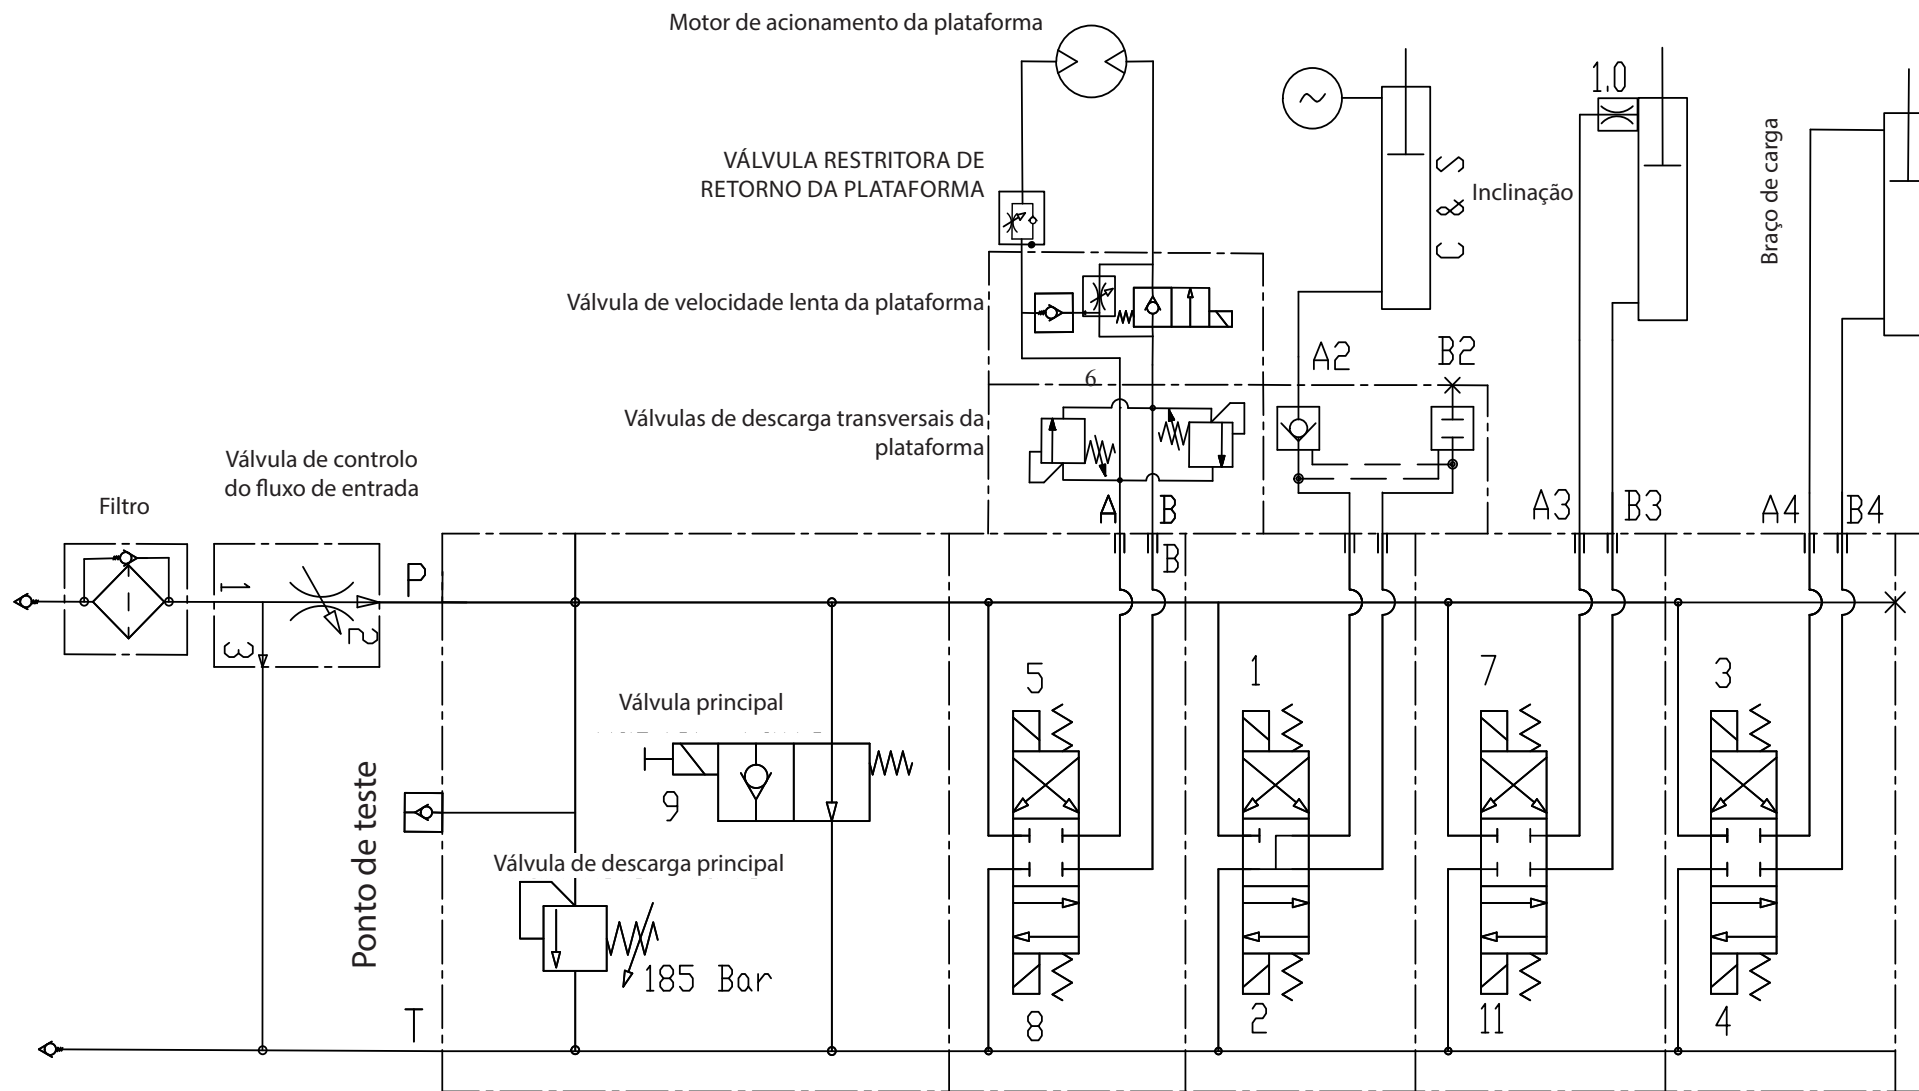 Motor de acionamento da plataforma
1.0
VÁLVULA RESTRITORA DE
RETORNO DA PLATAFORMA
C & S
Inclinação
Braço de carga
Válvula de velocidade lenta da plataforma
A2
B2
6
Válvulas de descarga transversais da
plataforma
Válvula de controlo
do fluxo de entrada
Filtro
A
B
A3
B3
A4
B4
B
P
1
2
3
5
1
7
3
Válvula principal
9
Ponto de teste
Válvula de descarga principal
185 Bar
T
8
2
11
4